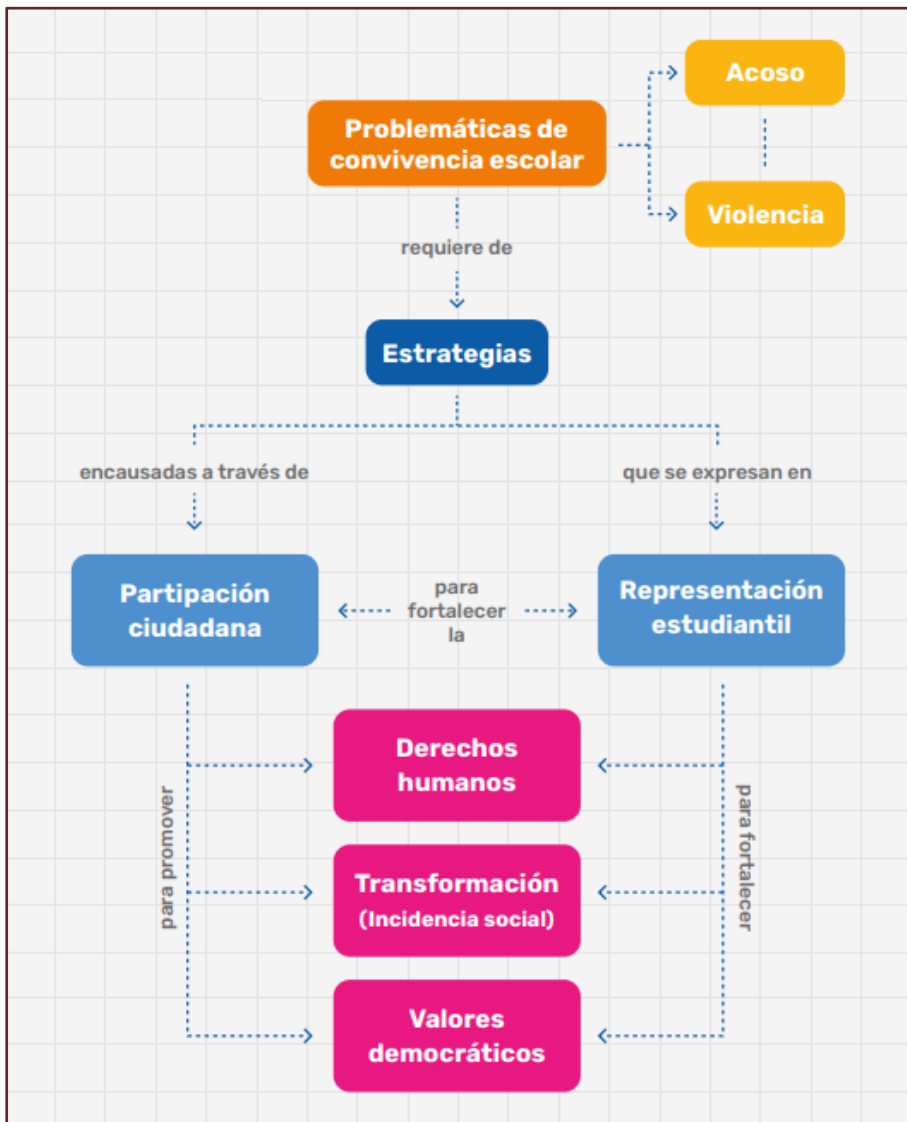 Acoso
Problemáticas de
convivencia escolar
Violencia
requiere de
Estrategias
encausadas a través de
que se expresan en
Partipación
ciudadana
para
fortalecer
la
Representación
estudiantil
para promover
Derechos
humanos
para fortalecer
Transformación
(Incidencia social)
Valores
democráticos